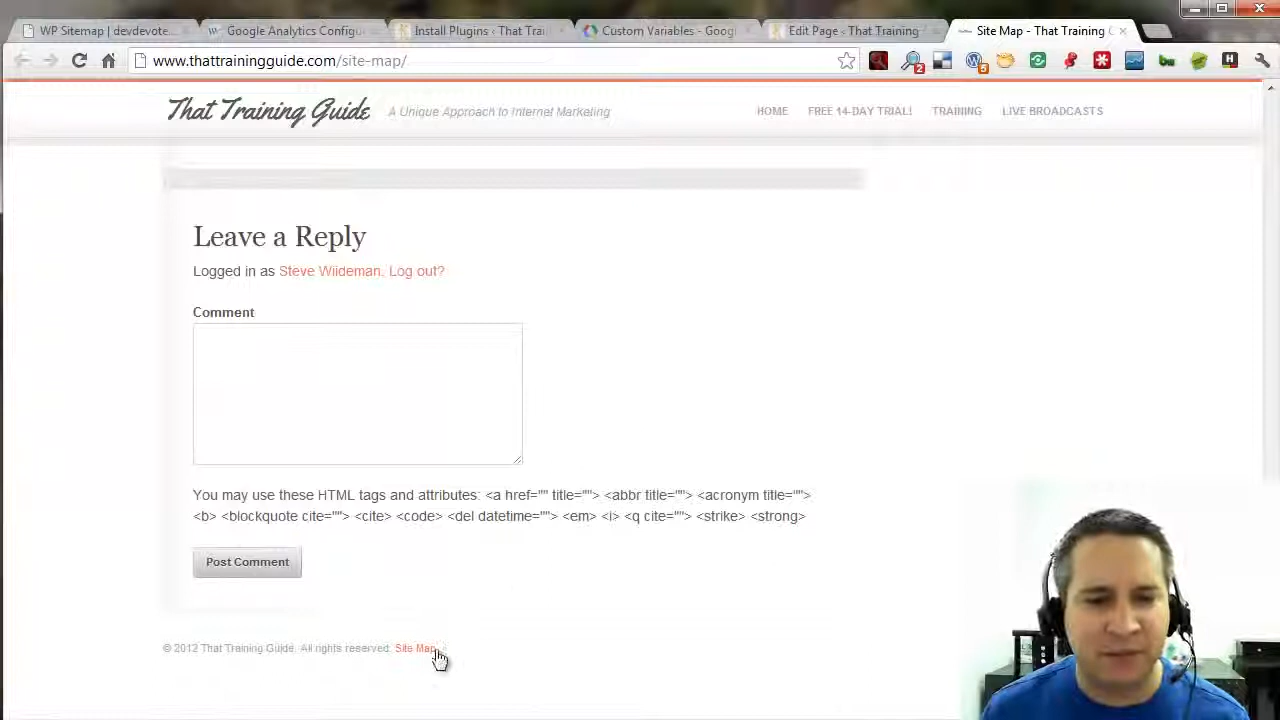 WP Sitemap | devdevote...
Google Analytics Configu
Install Plugins ‹ That Trai
Custom Variables - Googl
Edit Page ‹ That Training
Site Map - That Training G
www.thattrainingguide.com/site-map/
2
5
That Training Guide
A Unique Approach to Internet Marketing
HOME
FREE 14-DAY TRIAL!
TRAINING
LIVE BROADCASTS
Leave a Reply
Logged in as Steve Wiideman. Log out?
Comment
You may use these HTML tags and attributes: <a href="" title=""> <abbr title=""> <acronym title="">
<b> <blockquote cite=""> <cite> <code> <del datetime=""> <em> <i> <q cite=""> <strike> <strong>
Post Comment
© 2012 That Training Guide. All rights reserved. Site Map